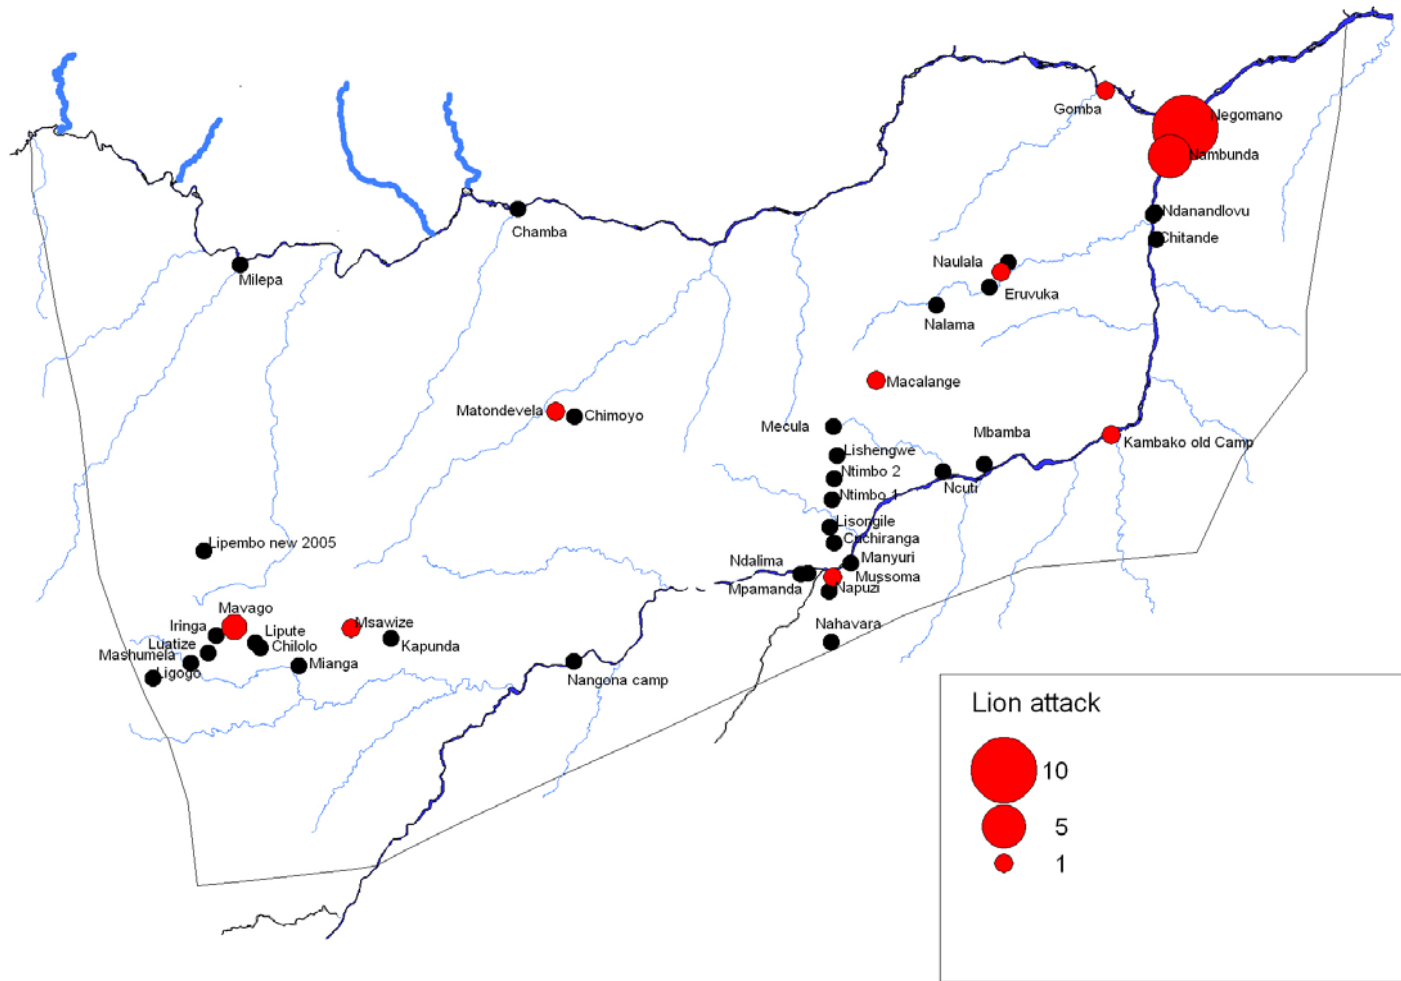 Gomba
Negomano
Nambunda
Ndanandlovu
Chamba
Chitande
Naulala
Milepa
Eruvuka
Nalama
Macalange
Matondevela
Chimoyo
Mecula
Mbamba
Kambako old Camp
Lishengwe
Ntimbo 2
Ncuti
Ntimbo 1
Lisongile
Lipembo new 2005
Cuchiranga
Ndalima
Manyuri
Mussoma
Mpamanda
Napuzi
Mavago
Msawize
Nahavara
Iringa
Lipute
Luatize
Chilolo
Kapunda
Mashumela
Mianga
Ligogo
Nangona camp
Lion attack
10
5
1